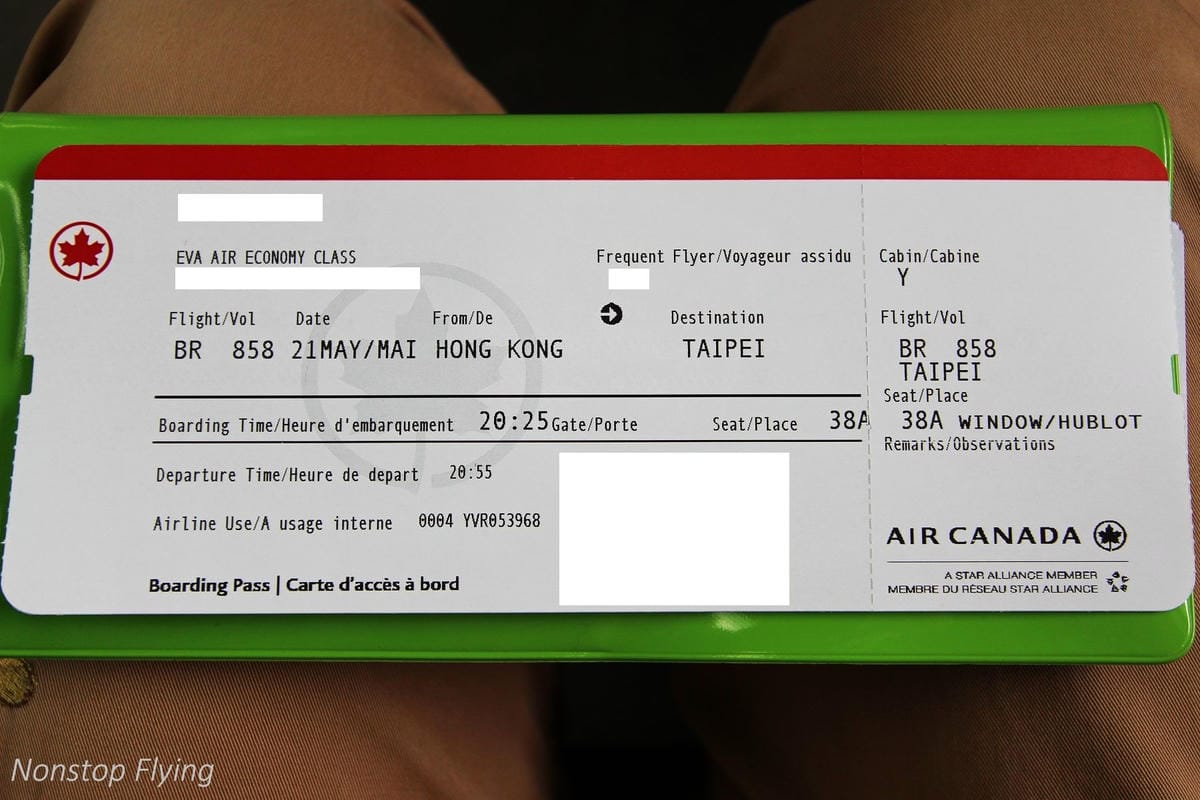 EVA AIR ECONOMY CLASS
Frequent Flyer/Voyageur assidu
Flight/Vol Date From/De Destination
BR 858 21MAY/MAI HONG KONG TAIPEI
Boarding Time/Heure d'embarquement 20:25 Gate/Porte Seat/Place 38A
Departure Time/Heure de depart 20:55
Airline Use/A usage interne 0004 YVR053968
Boarding Pass | Carte d'accès à bord
Cabin/Cabine
Y
Flight/Vol
BR 858
TAIPEI
Seat/Place
38A WINDOW/HUBLOT
Remarks/Observations
AIR CANADA
A STAR ALLIANCE MEMBER
MEMBRE DU RÉSEAU STAR ALLIANCE
Nonstop Flying